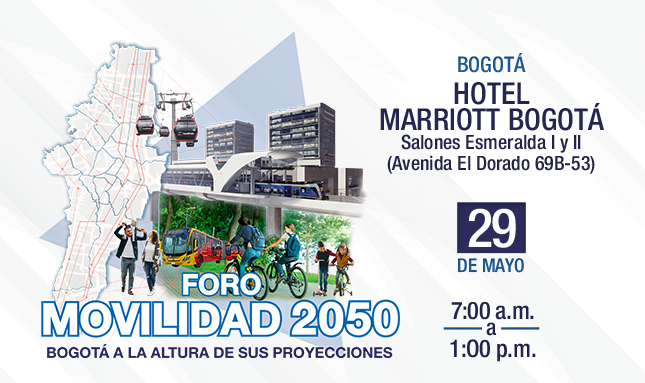 FORO
MOVILIDAD 2050
BOGOTÁ A LA ALTURA DE SUS PROYECCIONES
BOGOTÁ
HOTEL
MARRIOTT BOGOTÁ
Salones Esmeralda I y II
(Avenida El Dorado 69B-53)
29
DE MAYO
7:00 a.m.
a
1:00 p.m.